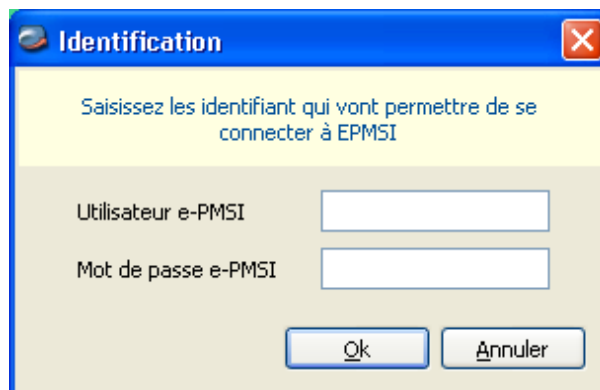 Identification
Saisissez les identifiant qui vont permettre de se
connecter à EPMSI
Utilisateur e-PMSI
Mot de passe e-PMSI
Ok
Annuler